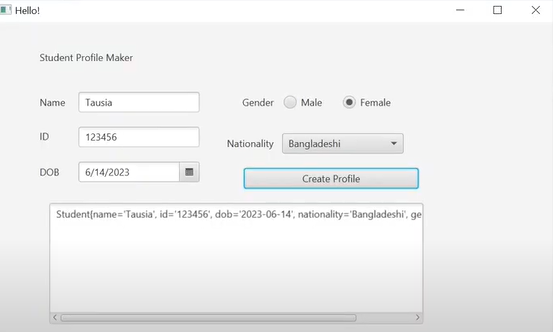 Hello!
Student Profile Maker
Name Tausia Gender Male Female
ID 123456
Nationality Bangladeshi
DOB 6/14/2023
Create Profile
Student{name='Tausia', id='123456', dob='2023-06-14', nationality='Bangladeshi', ge